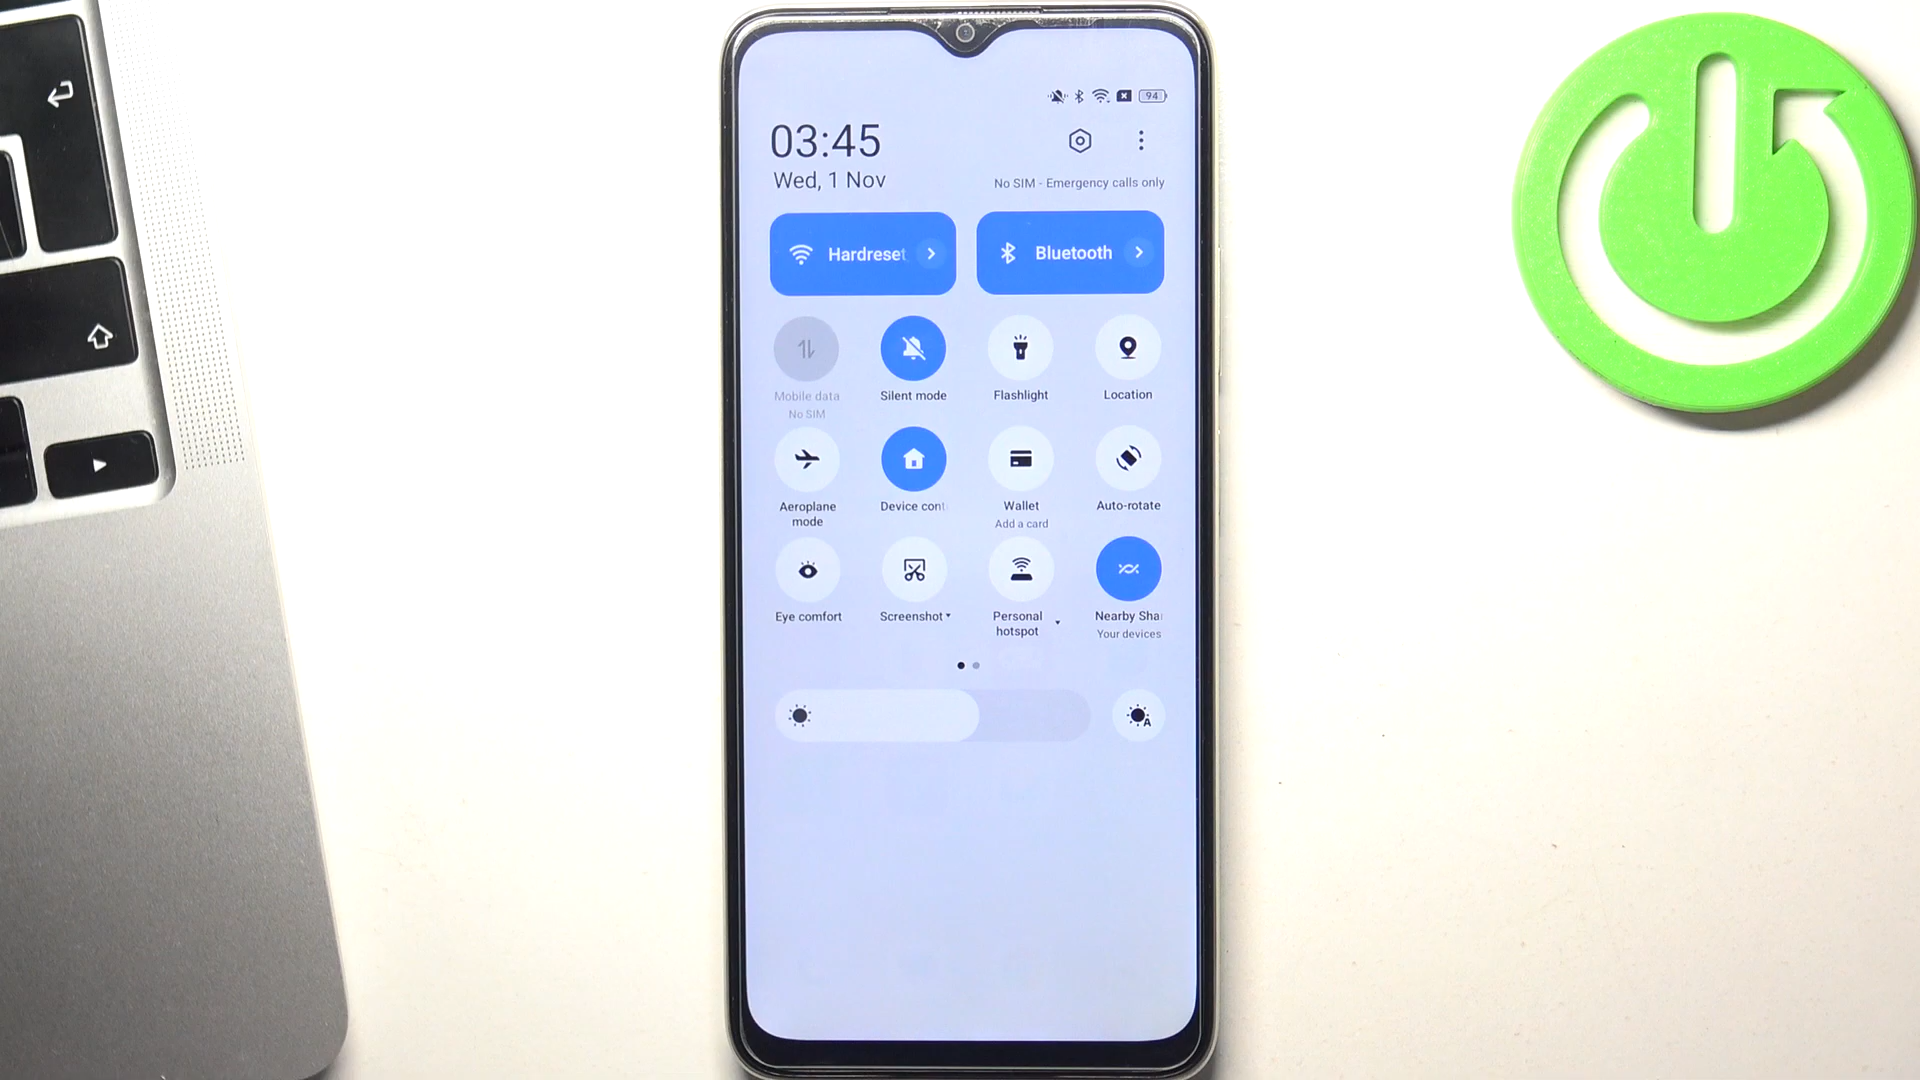 94
03:45
Wed, 1 Nov
No SIM - Emergency calls only
Hardreset
Bluetooth
Mobile data
No SIM
Silent mode
Flashlight
Location
Aeroplane
mode
Device cont
Wallet
Add a card
Auto-rotate
Eye comfort
Screenshot
Personal
hotspot
Nearby Sha
Your devices
A